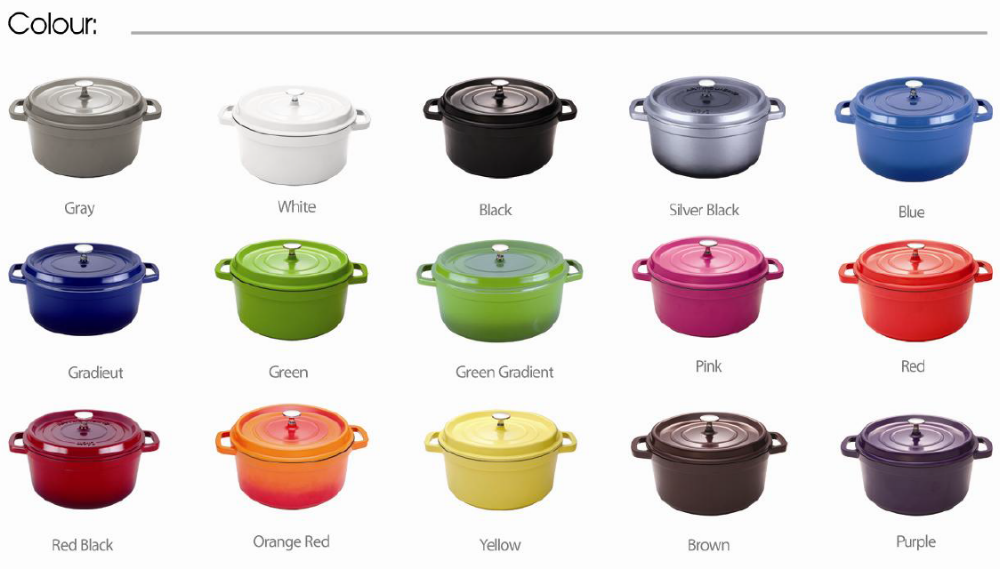 Colour:
Gray
White
Black
Silver Black
Blue
Gradieut
Green
Green Gradient
Pink
Red
Red Black
Orange Red
Yellow
Brown
Purple